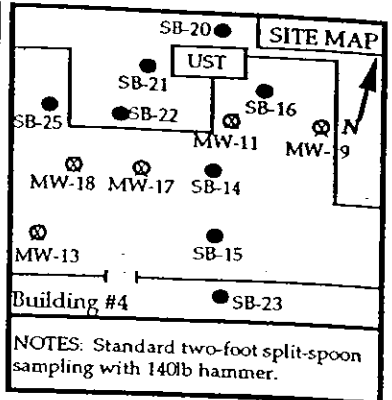 SB-20
SITE MAP
UST
SB-21
SB-16
SB-25
SB-22
MW-11
MW-19
N
MW-18
MW-17
SB-14
MW-13
SB-15
Building #4
SB-23
NOTES: Standard two-foot split-spoon
sampling with 140lb hammer.